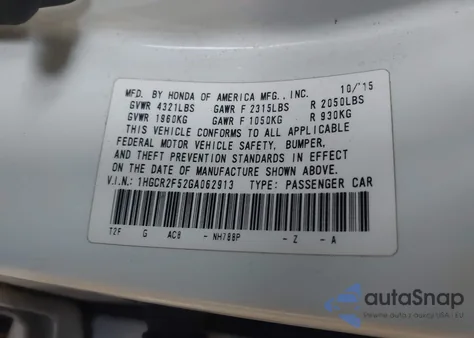 MFD. BY HONDA OF AMERICA MFG., INC. 10/'15
GVWR 4321LBS GAWR F 2315LBS R 2050LBS
GVWR 1960KG GAWR F 1050KG R 930KG
THIS VEHICLE CONFORMS TO ALL APPLICABLE
FEDERAL MOTOR VEHICLE SAFETY, BUMPER,
AND THEFT PREVENTION STANDARDS IN EFFECT
ON THE DATE OF MANUFACTURE SHOWN ABOVE.
V.I.N.: 1HGCR2F52GA062913 TYPE: PASSENGER CAR
T2F G AC8 - NH788P - Z - A
autoSnap